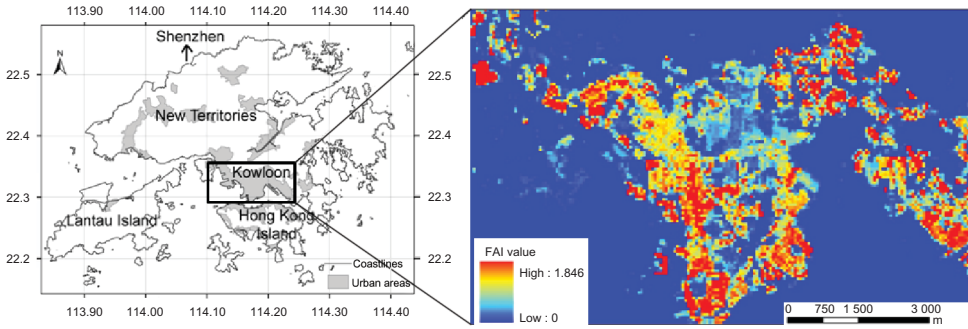 113.90 114.00 114.10 114.20 114.30 114.40
Shenzhen
N
22.5
22.4
22.3
22.2
22.5
22.4
22.3
22.2
New Territories
Kowloon
Lantau Island
Hong Kong
Island
Coastlines
Urban areas
113.90 114.00 114.10 114.20 114.30 114.40
FAI value
High : 1.846
Low : 0
0 750 1 500 3 000
m